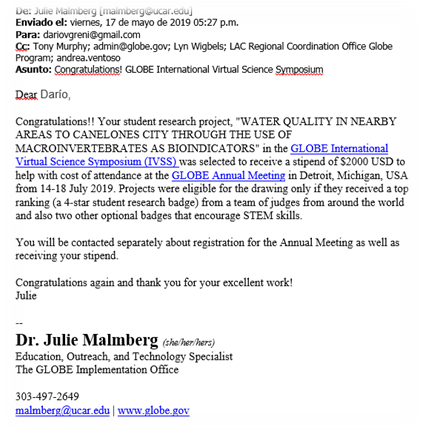 De: Julie Malmberg [malmberg@ucar.edu]
Enviado el: viernes, 17 de mayo de 2019 05:27 p.m.
Para: dariovgreni@gmail.com
Cc: Tony Murphy; admin@globe.gov; Lyn Wigbels; LAC Regional Coordination Office Globe
Program; andrea.ventoso
Asunto: Congratulations! GLOBE International Virtual Science Symposium
Dear Darío,
Congratulations!! Your student research project, "WATER QUALITY IN NEARBY
AREAS TO CANELONES CITY THROUGH THE USE OF
MACROINVERTEBRATES AS BIOINDICATORS" in the GLOBE International
Virtual Science Symposium (IVSS) was selected to receive a stipend of $2000 USD to
help with cost of attendance at the GLOBE Annual Meeting in Detroit, Michigan, USA
from 14-18 July 2019. Projects were eligible for the drawing only if they received a top
ranking (a 4-star student research badge) from a team of judges from around the world
and also two other optional badges that encourage STEM skills.
You will be contacted separately about registration for the Annual Meeting as well as
receiving your stipend.
Congratulations again and thank you for your excellent work!
Julie
--
Dr. Julie Malmberg (she/her/hers)
Education, Outreach, and Technology Specialist
The GLOBE Implementation Office
303-497-2649
malmberg@ucar.edu | www.globe.gov